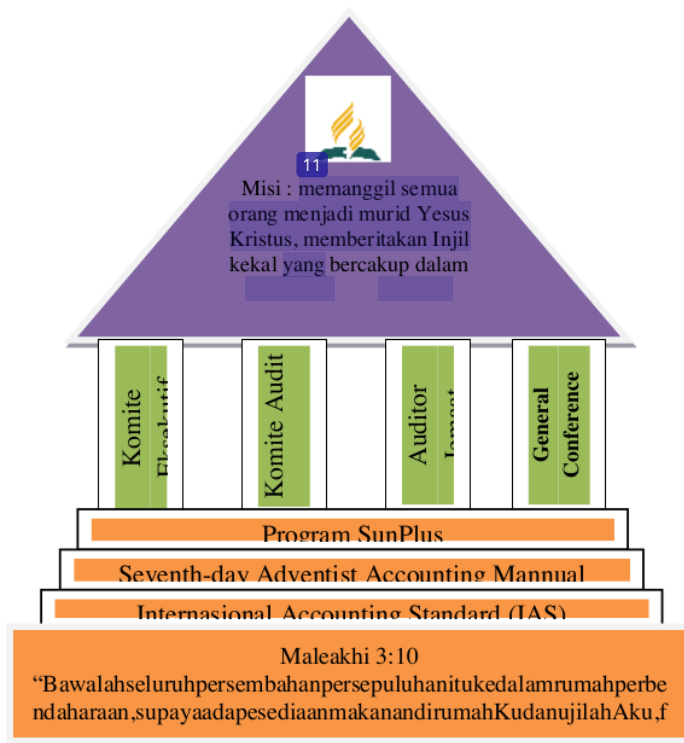 11
Misi : memanggil semua
orang menjadi murid Yesus
Kristus, memberitakan Injil
kekal yang bercakup dalam
Komite
Eksekutif
Komite Audit
Auditor
Jemaat
General
Conference
Program SunPlus
Seventh-day Adventist Accounting Mannual
Internasional Accounting Standard (IAS)
Maleakhi 3:10
“Bawalahseluruhpersembahanpersepuluhanitukedalamrumahperbe
ndaharaan,supayaadapesediaanmakanandirumahKudanujilahAku,f